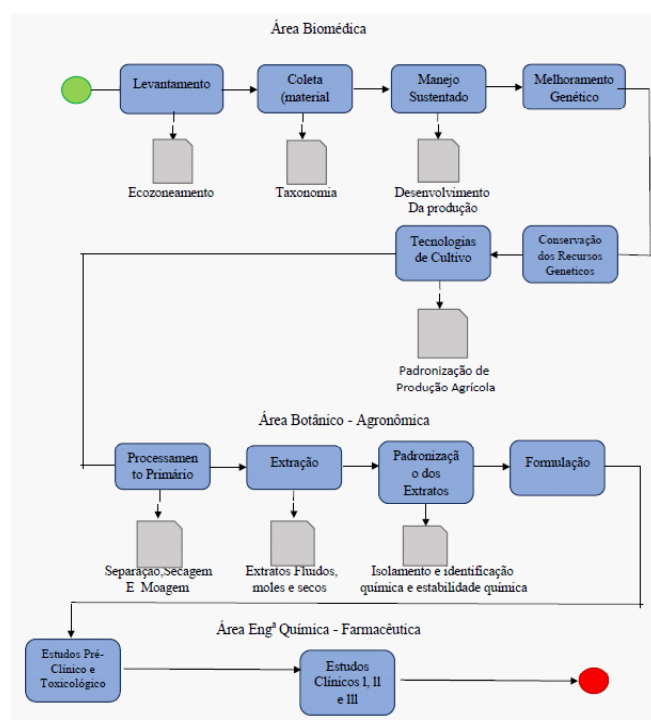 Área Biomédica
Levantamento
Coleta
(material
Manejo
Sustentado
Melhoramento
Genético
Ecozoneamento
Taxonomia
Desenvolvimento
Da produção
Tecnologias
de Cultivo
Conservação
dos Recursos
Geneticos
Padronização de
Produção Agrícola
Área Botânico - Agronômica
Processamen
to Primário
Extração
Padronizaçã
o dos
Extratos
Formulação
Separação,Secagem
E Moagem
Extratos Fluidos,
moles e secos
Isolamento e identificação
química e estabilidade química
Área Engª Química - Farmacêutica
Estudos Pré-
Clínico e
Toxicológico
Estudos
Clínicos l, ll
e lll